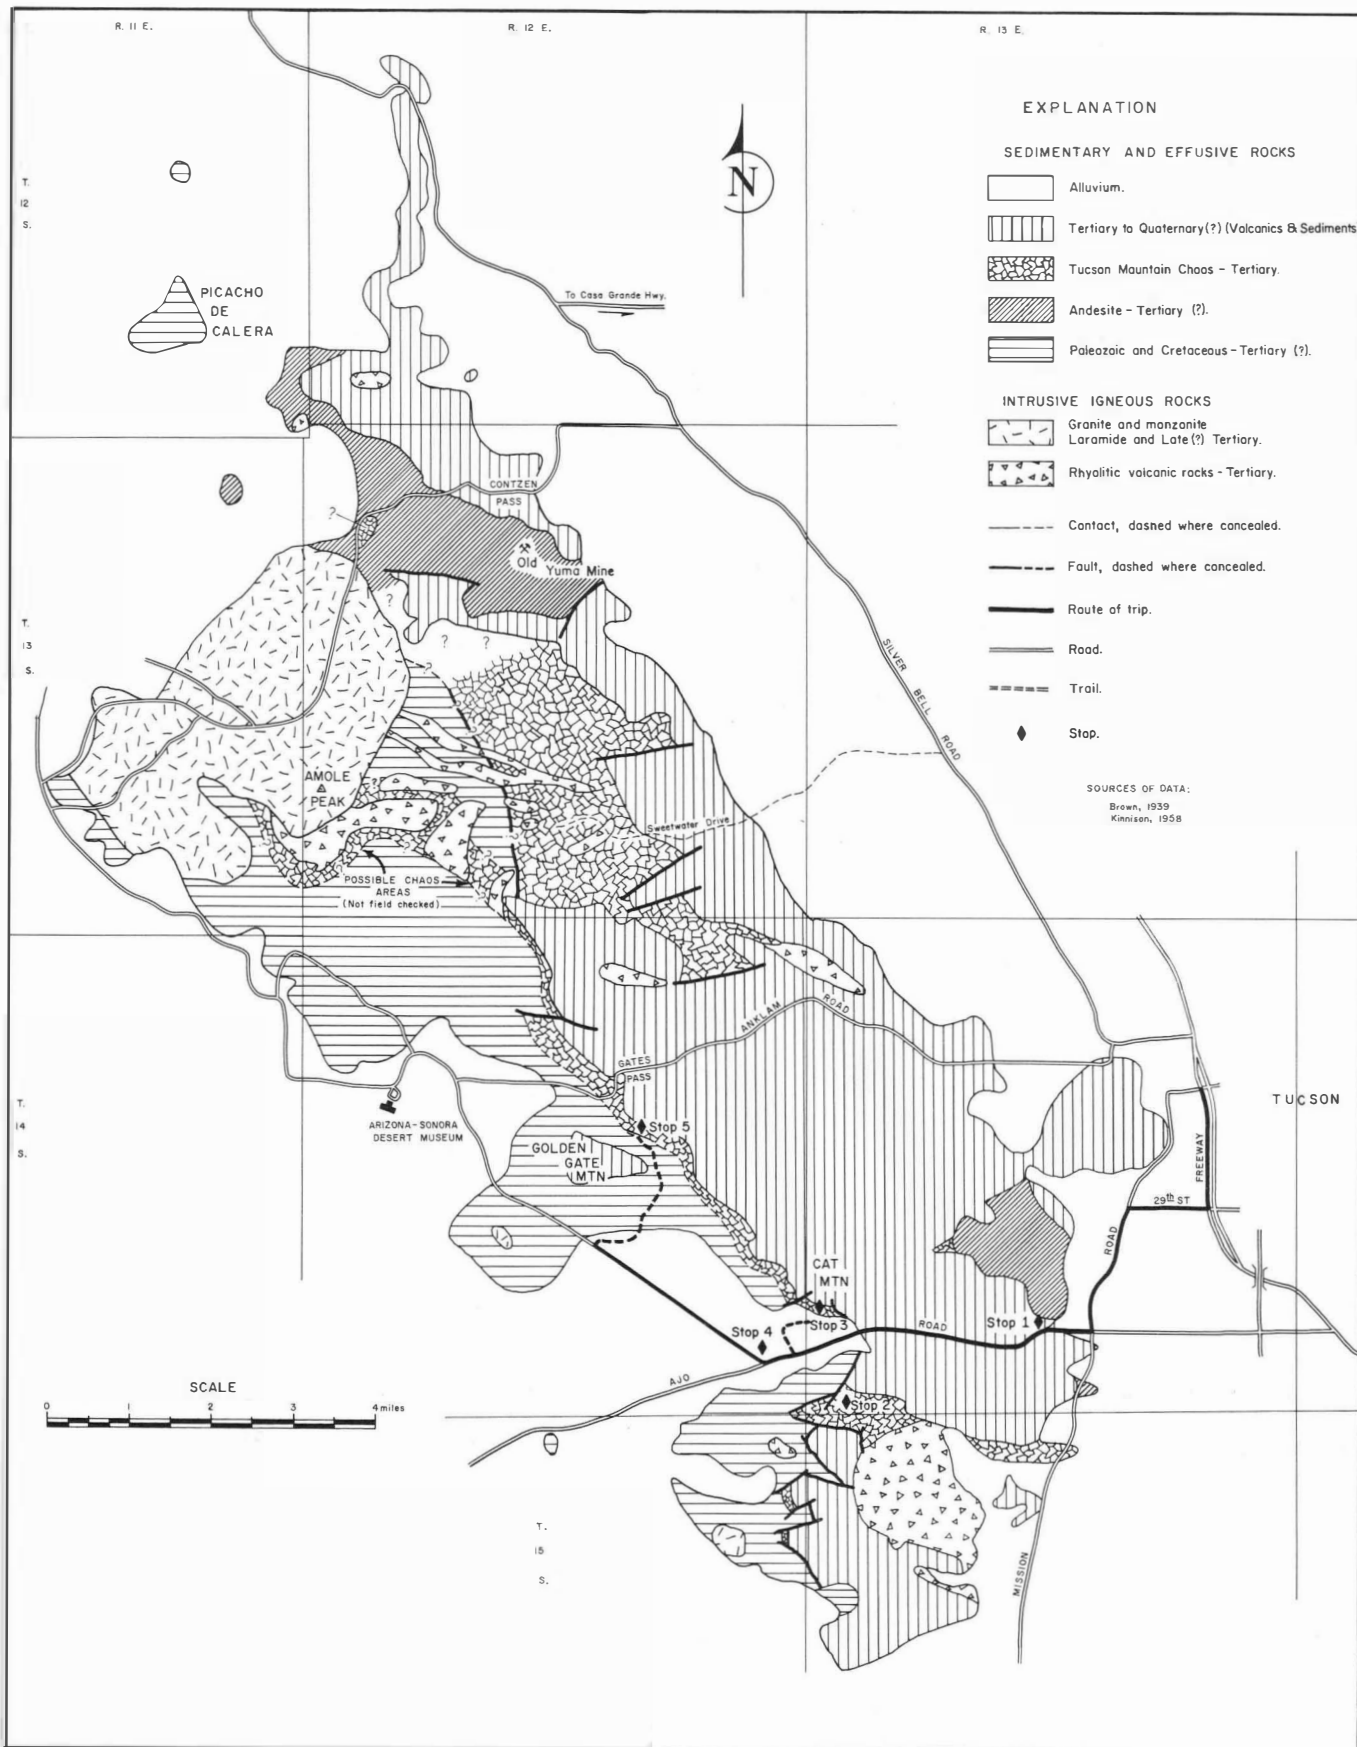 R. 11 E.
R. 12 E.
R. 13 E.
T.
12
S.
PICACHO
DE
CALERA
N
To Casa Grande Hwy.
EXPLANATION
SEDIMENTARY AND EFFUSIVE ROCKS
Alluvium.
Tertiary to Quaternary(?) (Volcanics & Sediments
Tucson Mountain Chaos - Tertiary.
Andesite - Tertiary (?).
Paleozoic and Cretaceous - Tertiary (?).
INTRUSIVE IGNEOUS ROCKS
Granite and monzonite
Laramide and Late(?) Tertiary.
Rhyolitic volcanic rocks - Tertiary.
Contact, dashed where concealed.
Fault, dashed where concealed.
Route of trip.
Road.
Trail.
Stop.
SOURCES OF DATA:
Brown, 1939
Kinnison, 1958
CONTZEN
PASS
?
Old Yuma Mine
?
?
?
?
T.
13
S.
SILVER
BELL
ROAD
AMOLE
PEAK
?
Sweetwater Drive
?
?
?
?
POSSIBLE CHAOS
AREAS
(Not field checked)
ANKLAM
ROAD
GATES
PASS
T.
14
S.
ARIZONA-SONORA
DESERT MUSEUM
Stop 5
GOLDEN
GATE
MTN
TUCSON
FREEWAY
29th ST
ROAD
CAT
MTN
Stop 3
Stop 4
ROAD
Stop 1
AJO
Stop 2
SCALE
0 1 2 3 4 miles
T.
15
S.
MISSION